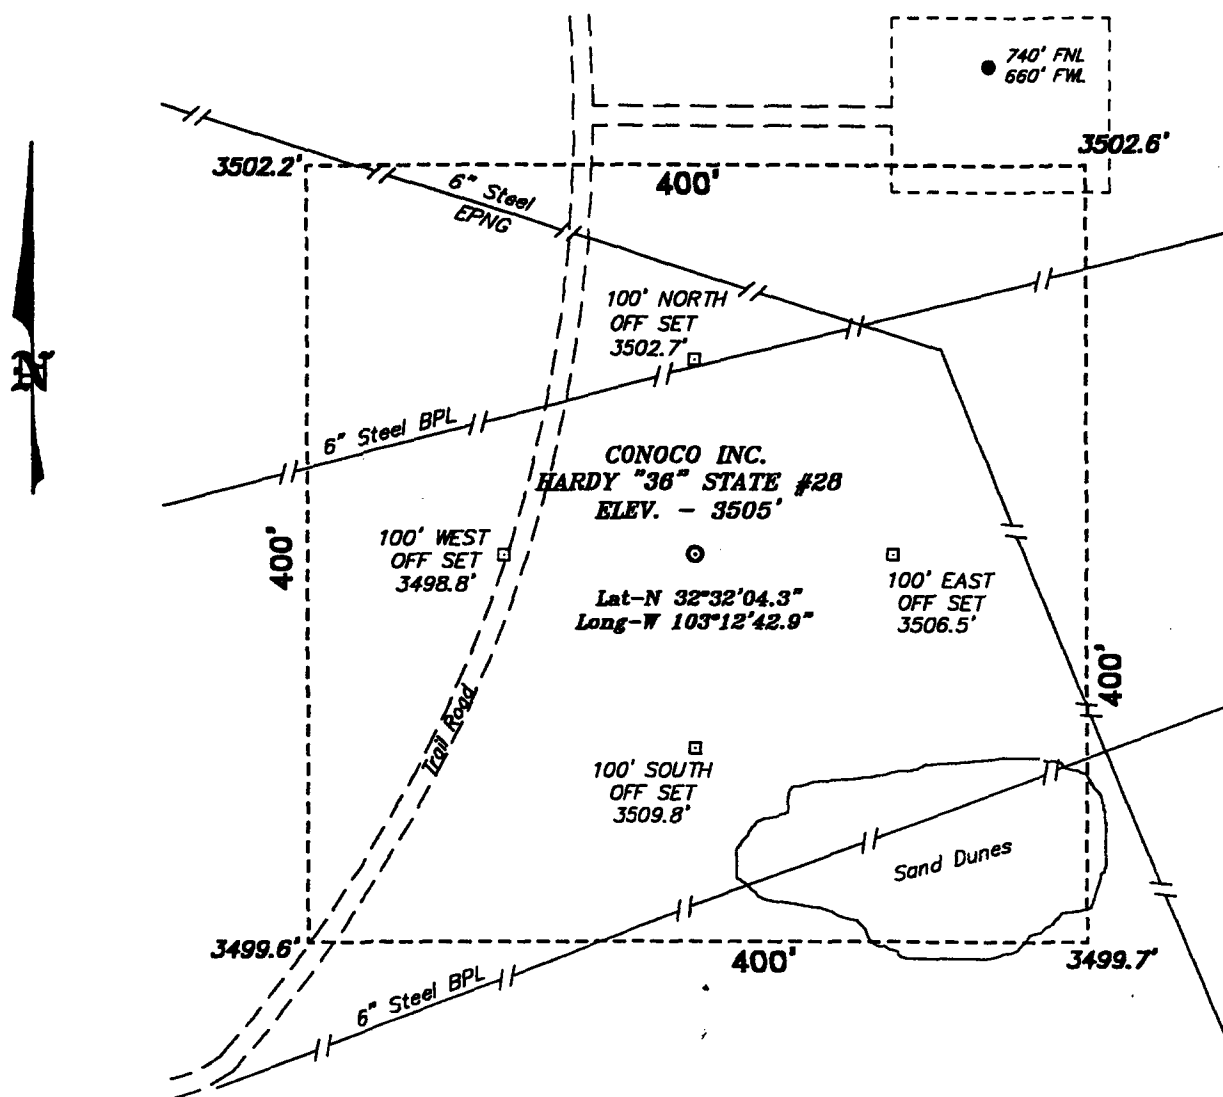 740' FNL
660' FWL
3502.2'
400'
3502.6'
6" Steel
EPNG
100' NORTH
OFF SET
3502.7'
6" Steel BPL
CONOCO INC.
HARDY "36" STATE #28
ELEV. - 3505'
400'
100' WEST
OFF SET
3498.8'
100' EAST
OFF SET
3506.5'
Lat-N 32°32'04.3"
Long-W 103°12'42.9"
400'
Trail Road
100' SOUTH
OFF SET
3509.8'
Sand Dunes
3499.6'
400'
3499.7'
6" Steel BPL